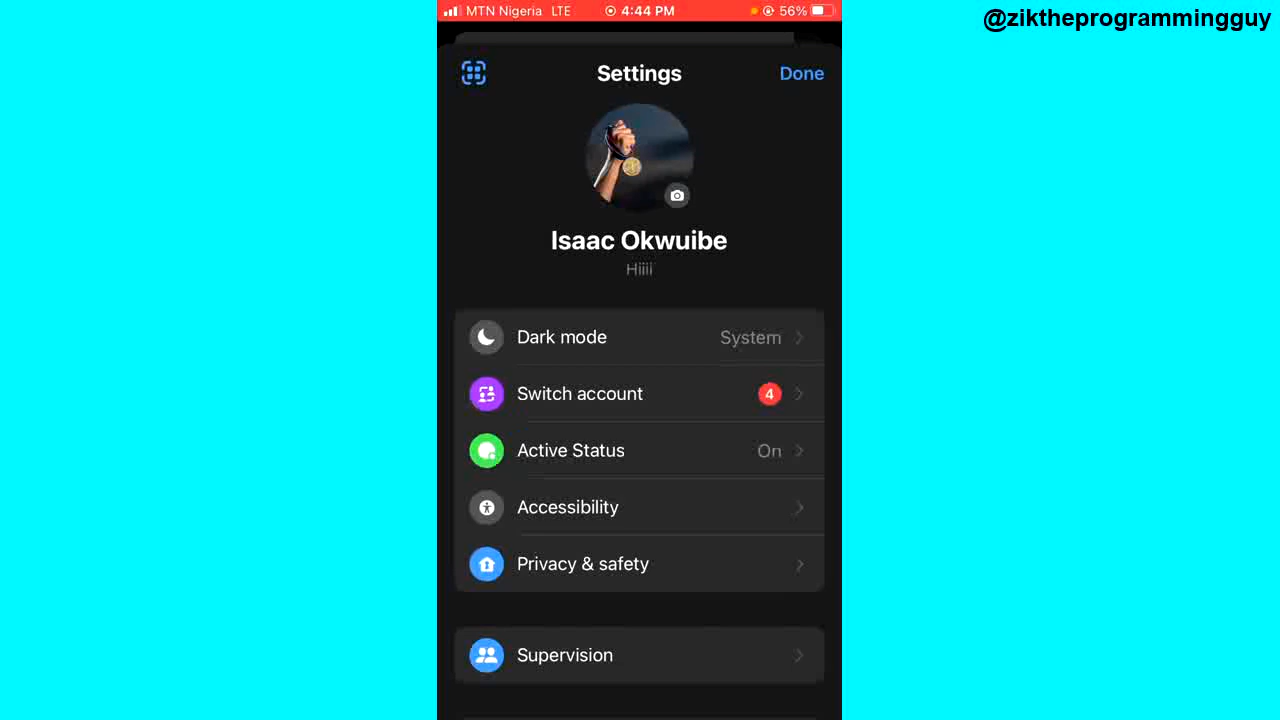 MTN Nigeria LTE 4:44 PM 56%
@ziktheprogrammingguy
Settings
Done
Isaac Okwuibe
Hiiii
Dark mode System
Switch account 4
Active Status On
Accessibility
Privacy & safety
Supervision